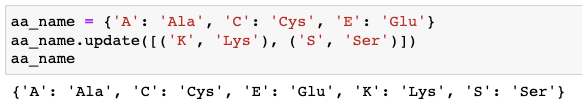 aa_name = {'A': 'Ala', 'C': 'Cys', 'E': 'Glu'}
aa_name.update([('K', 'Lys'), ('S', 'Ser')])
aa_name
{'A': 'Ala', 'C': 'Cys', 'E': 'Glu', 'K': 'Lys', 'S': 'Ser'}